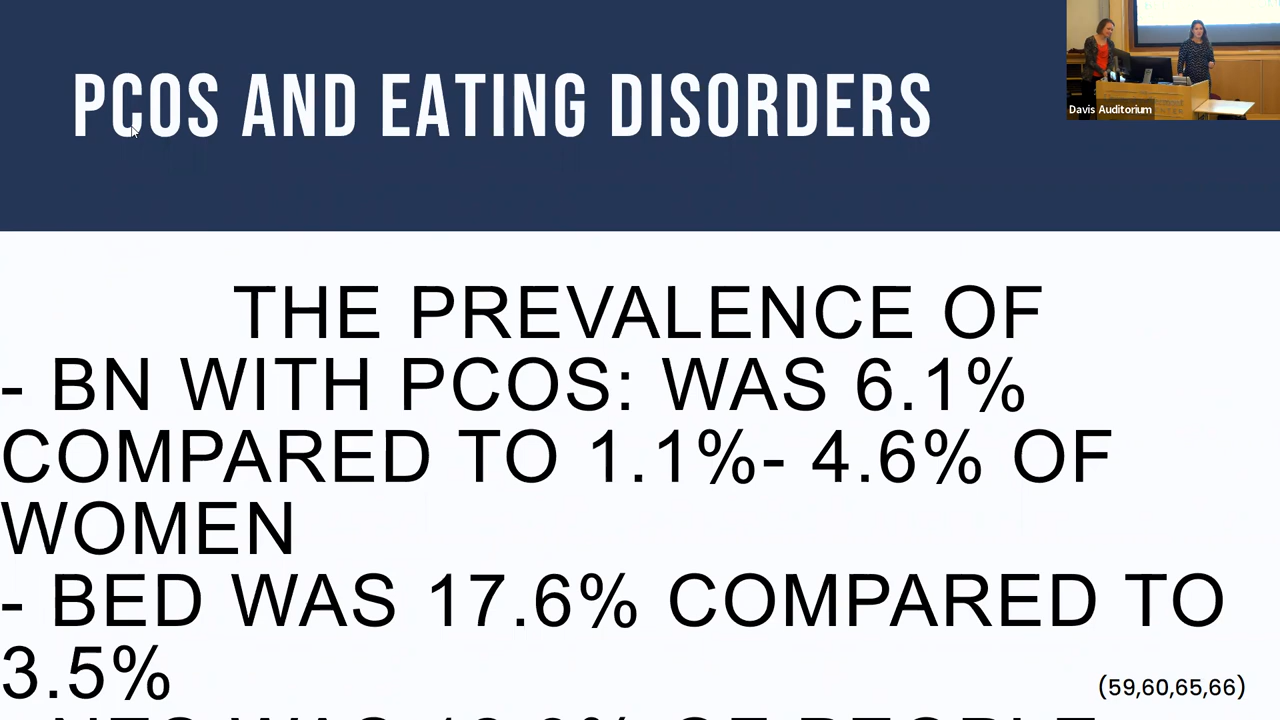 PCOS AND EATING DISORDERS
Davis Auditorium
THE PREVALENCE OF
- BN WITH PCOS: WAS 6.1%
COMPARED TO 1.1%- 4.6% OF
WOMEN
- BED WAS 17.6% COMPARED TO
3.5%
(59,60,65,66)